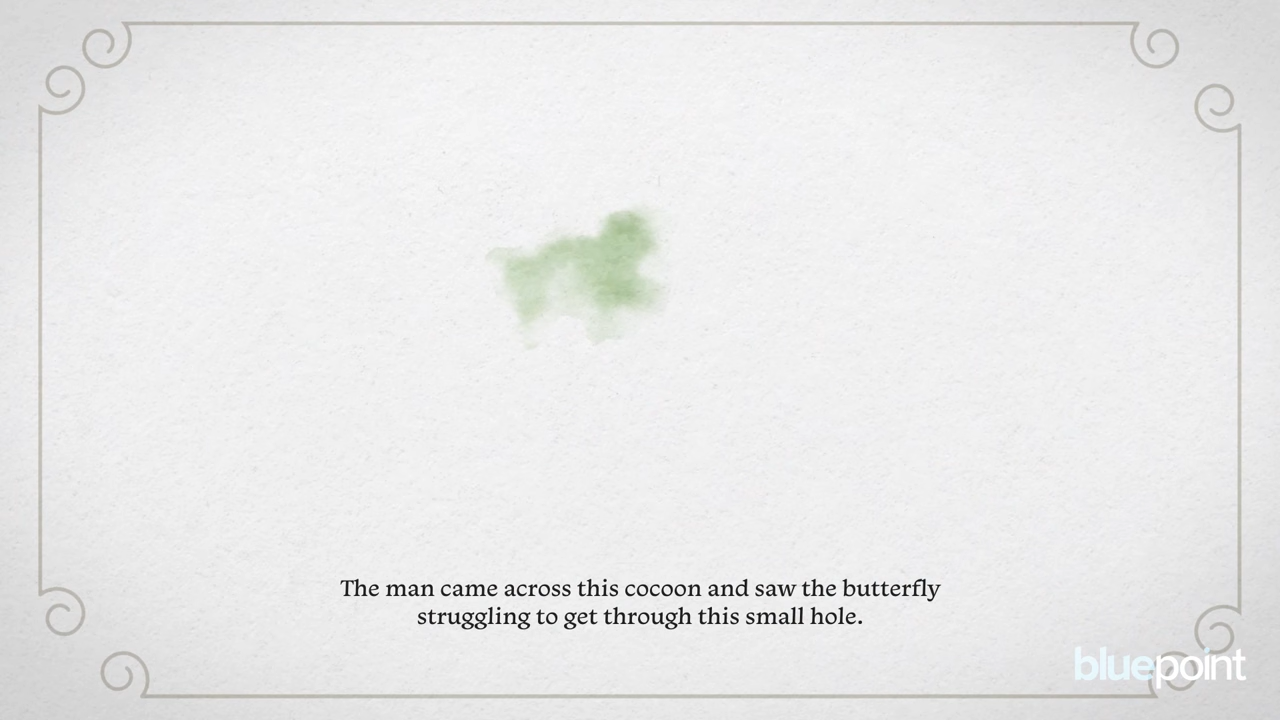 The man came across this cocoon and saw the butterfly
struggling to get through this small hole.
bluepoint